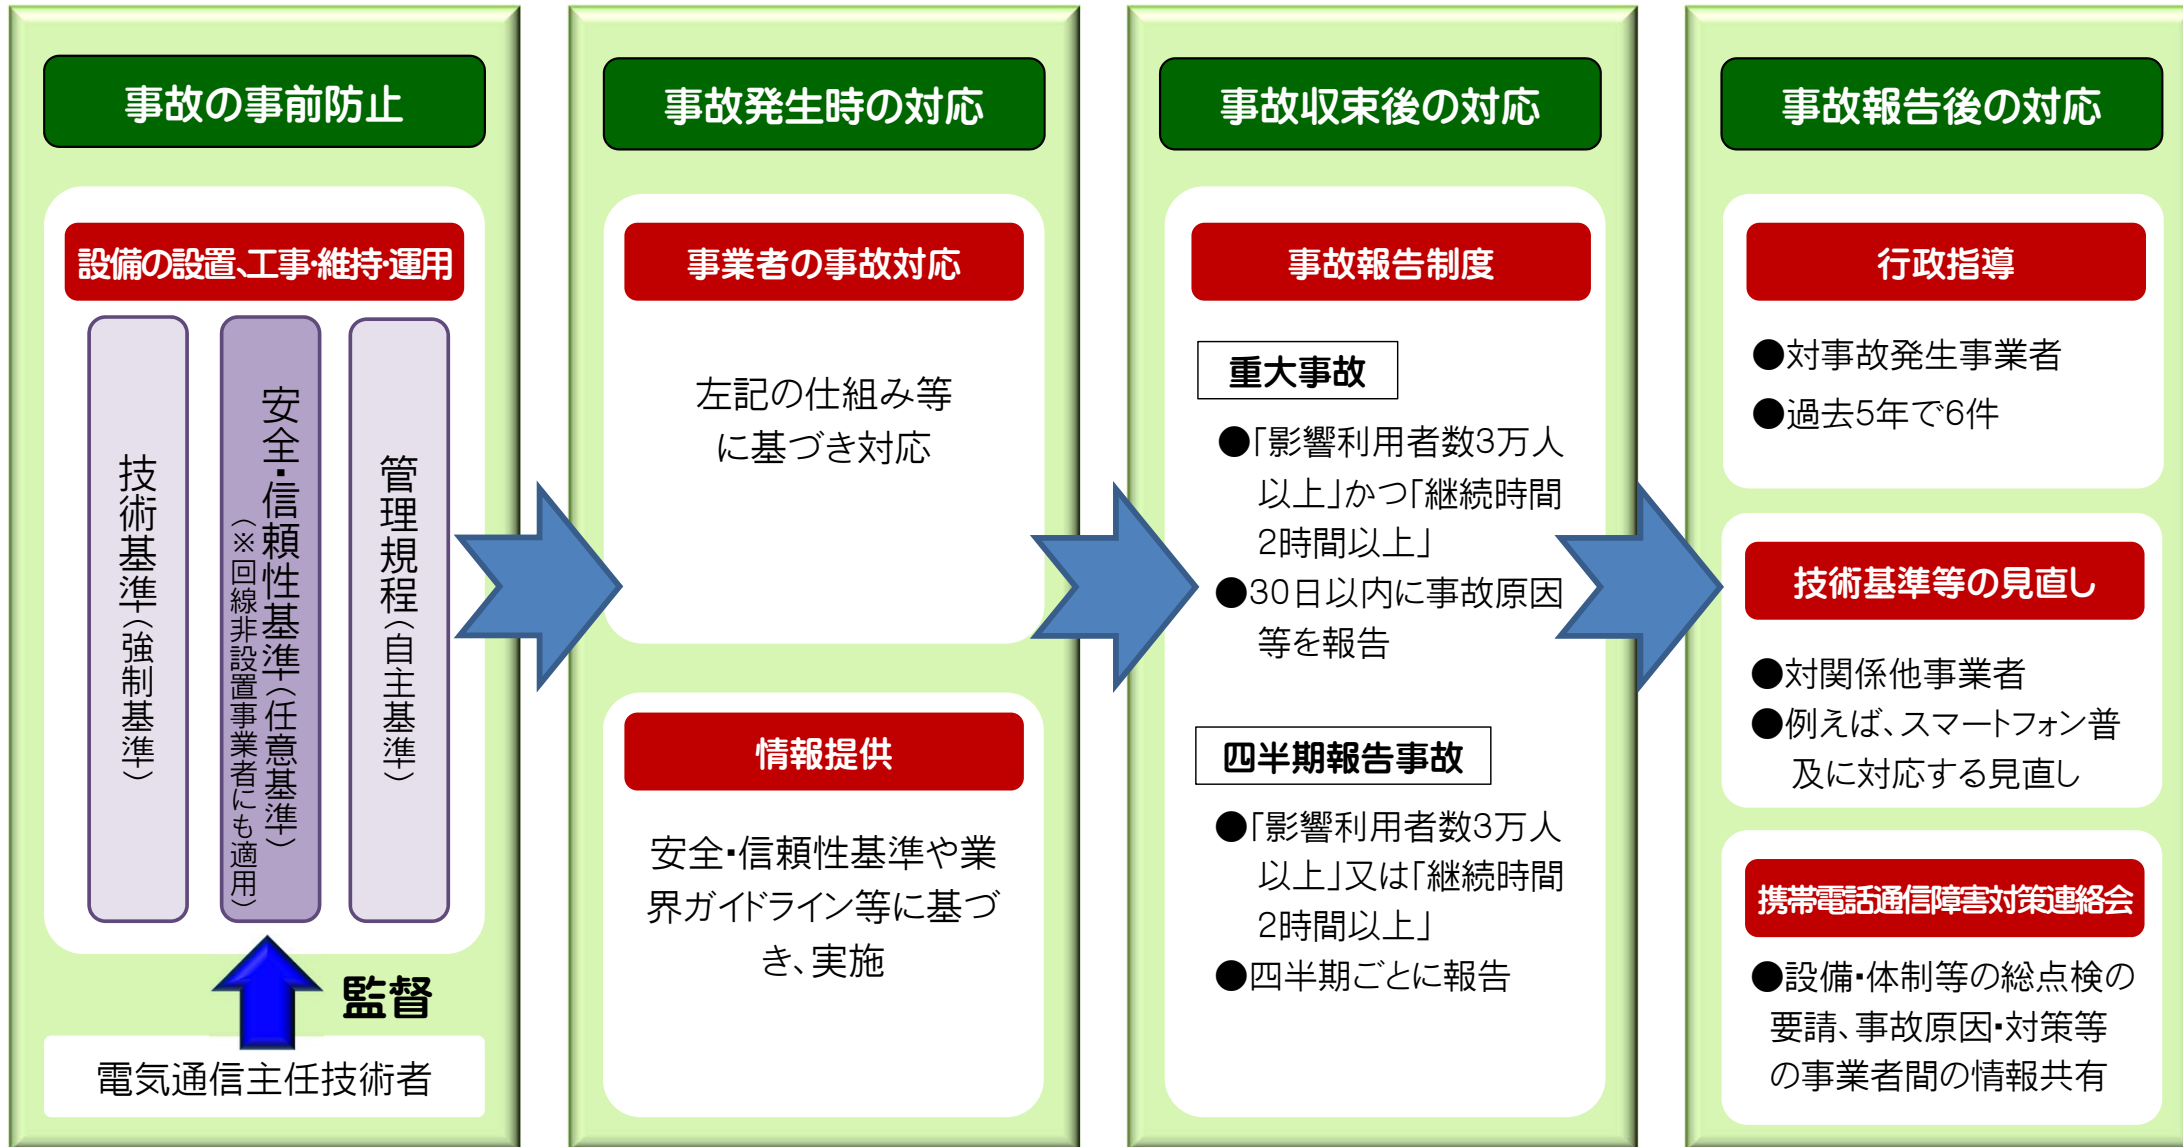 事故の事前防止
設備の設置、工事・維持・運用
技術基準（強制基準）
安全・信頼性基準（任意基準）
（※回線非設置事業者にも適用）
管理規程（自主基準）
監督
電気通信主任技術者
事故発生時の対応
事業者の事故対応
左記の仕組み等
に基づき対応
情報提供
安全・信頼性基準や業
界ガイドライン等に基づ
き、実施
事故収束後の対応
事故報告制度
重大事故
●「影響利用者数3万人
以上」かつ「継続時間
2時間以上」
●30日以内に事故原因
等を報告
四半期報告事故
●「影響利用者数3万人
以上」又は「継続時間
2時間以上」
●四半期ごとに報告
事故報告後の対応
行政指導
●対事故発生事業者
●過去5年で6件
技術基準等の見直し
●対関係他事業者
●例えば、スマートフォン普
及に対応する見直し
携帯電話通信障害対策連絡会
●設備・体制等の総点検の
要請、事故原因・対策等
の事業者間の情報共有